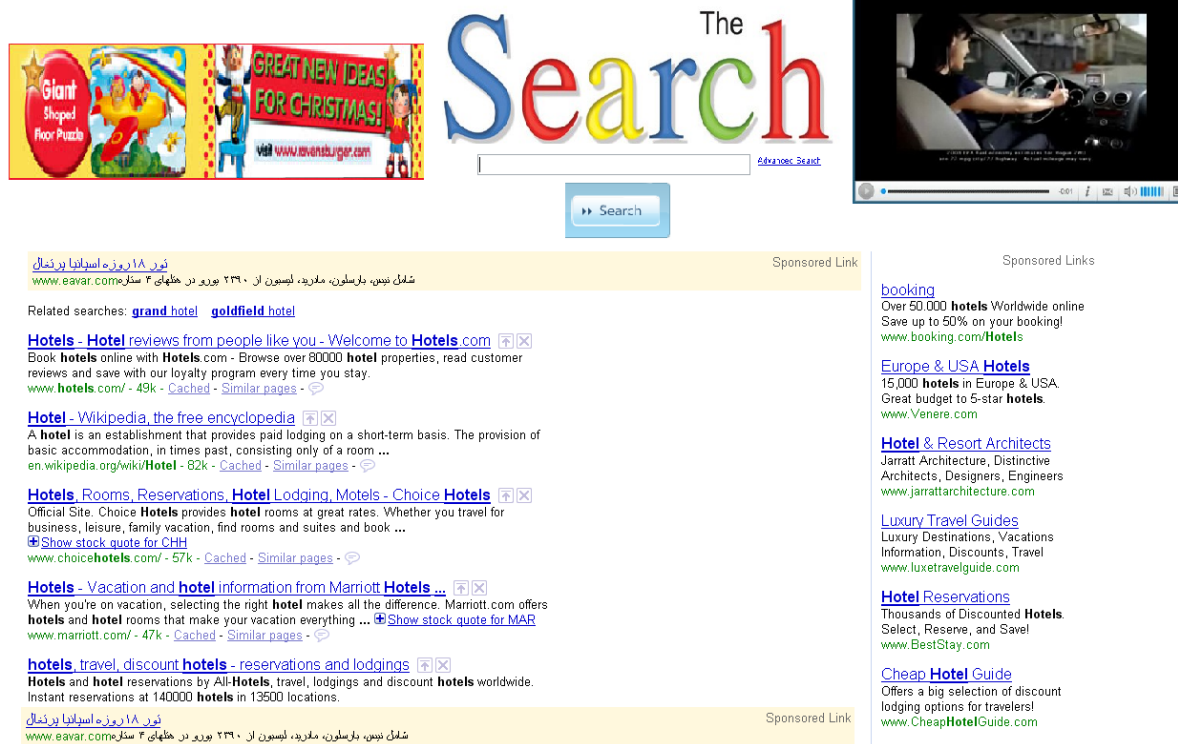 The
Search
Giant
Shaped
Floor Puzzle
GREAT NEW IDEAS
FOR CHRISTMAS!
visit www.ravensburger.com
Advanced Search
Search
-0:01
تور ۱۸روزه اسپانیا پرتغال
Sponsored Link
www.eavar.com شامل نیس، بارسلون، مادرید، لیسبون از ۲۳۹۰ یورو در هتلهای ۴ ستاره
Related searches: grand hotel goldfield hotel
Hotels - Hotel reviews from people like you - Welcome to Hotels.com
Book hotels online with Hotels.com - Browse over 80000 hotel properties, read customer
reviews and save with our loyalty program every time you stay.
www.hotels.com/ - 49k - Cached - Similar pages -
Hotel - Wikipedia, the free encyclopedia
A hotel is an establishment that provides paid lodging on a short-term basis. The provision of
basic accommodation, in times past, consisting only of a room ...
en.wikipedia.org/wiki/Hotel - 82k - Cached - Similar pages -
Hotels, Rooms, Reservations, Hotel Lodging, Motels - Choice Hotels
Official Site. Choice Hotels provides hotel rooms at great rates. Whether you travel for
business, leisure, family vacation, find rooms and suites and book ...
Show stock quote for CHH
www.choicehotels.com/ - 57k - Cached - Similar pages -
Hotels - Vacation and hotel information from Marriott Hotels ...
When you're on vacation, selecting the right hotel makes all the difference. Marriott.com offers
hotels and hotel rooms that make your vacation everything ... Show stock quote for MAR
www.marriott.com/ - 47k - Cached - Similar pages -
hotels, travel, discount hotels - reservations and lodgings
Hotels and hotel reservations by All-Hotels, travel, lodgings and discount hotels worldwide.
Instant reservations at 140000 hotels in 13500 locations.
تور ۱۸روزه اسپانیا پرتغال
Sponsored Link
www.eavar.com شامل نیس، بارسلون، مادرید، لیسبون از ۲۳۹۰ یورو در هتلهای ۴ ستاره
Sponsored Links
booking
Over 50.000 hotels Worldwide online
Save up to 50% on your booking!
www.booking.com/Hotels
Europe & USA Hotels
15,000 hotels in Europe & USA.
Great budget to 5-star hotels.
www.Venere.com
Hotel & Resort Architects
Jarratt Architecture, Distinctive
Architects, Designers, Engineers
www.jarrattarchitecture.com
Luxury Travel Guides
Luxury Destinations, Vacations
Information, Discounts, Travel
www.luxetravelguide.com
Hotel Reservations
Thousands of Discounted Hotels.
Select, Reserve, and Save!
www.BestStay.com
Cheap Hotel Guide
Offers a big selection of discount
lodging options for travelers!
www.CheapHotelGuide.com